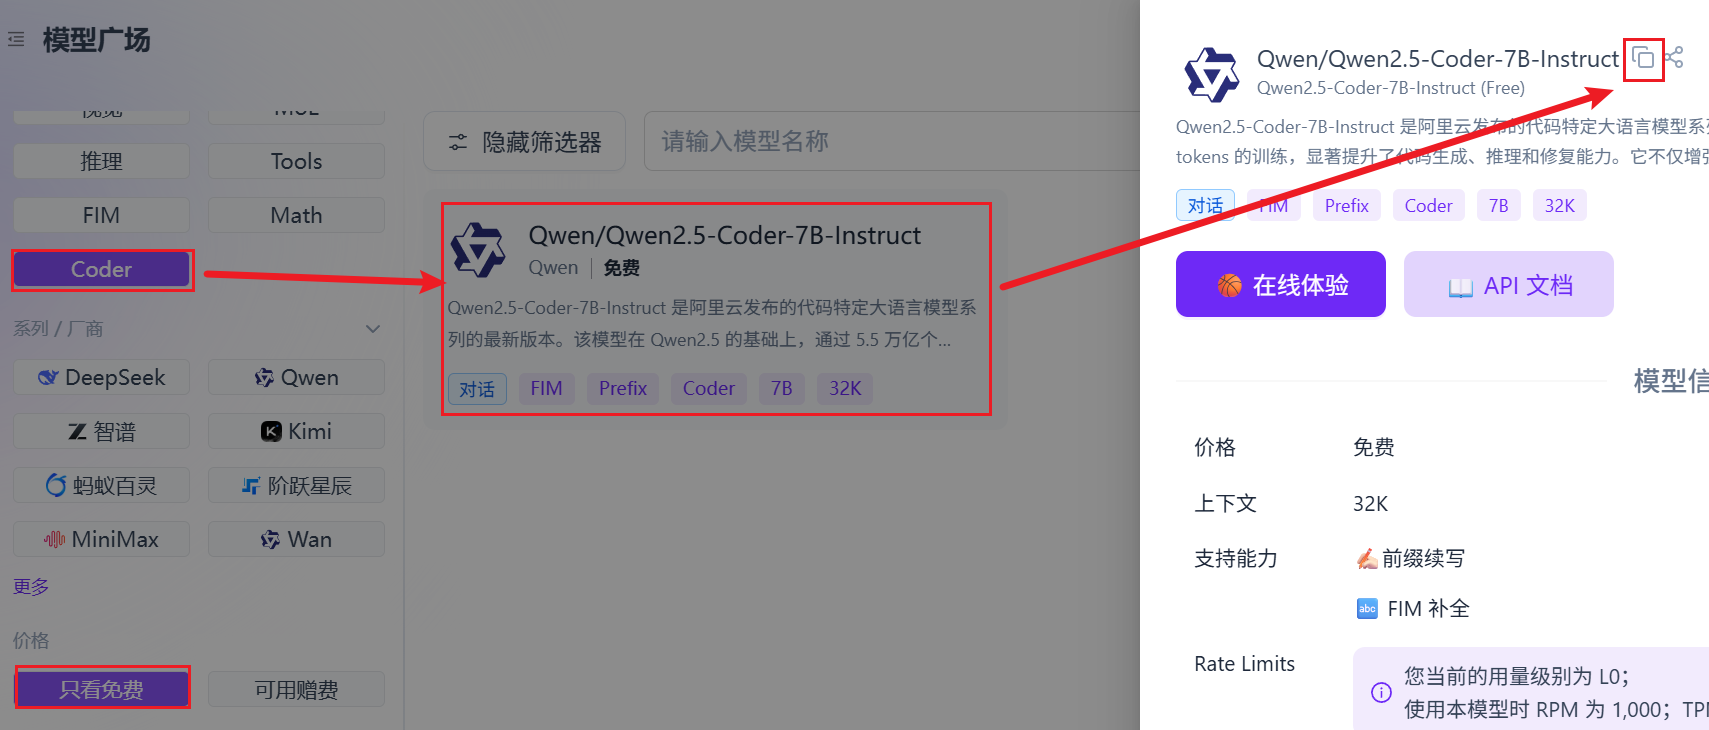 模型广场
推理
Tools
FIM
Math
Coder
系列 / 厂商
DeepSeek
Qwen
智谱
Kimi
蚂蚁百灵
阶跃星辰
MiniMax
Wan
更多
价格
只看免费
可用赠费
隐藏筛选器
请输入模型名称
Qwen/Qwen2.5-Coder-7B-Instruct
Qwen | 免费
Qwen2.5-Coder-7B-Instruct 是阿里云发布的代码特定大语言模型系
列的最新版本。该模型在 Qwen2.5 的基础上，通过 5.5 万亿个...
对话 FIM Prefix Coder 7B 32K
Qwen/Qwen2.5-Coder-7B-Instruct
Qwen2.5-Coder-7B-Instruct (Free)
Qwen2.5-Coder-7B-Instruct 是阿里云发布的代码特定大语言模型系
tokens 的训练，显著提升了代码生成、推理和修复能力。它不仅增
对话 FIM Prefix Coder 7B 32K
在线体验
API 文档
模型信
价格 免费
上下文 32K
支持能力 前缀续写
abc FIM 补全
Rate Limits
您当前的用量级别为 L0；
使用本模型时 RPM 为 1,000；TP